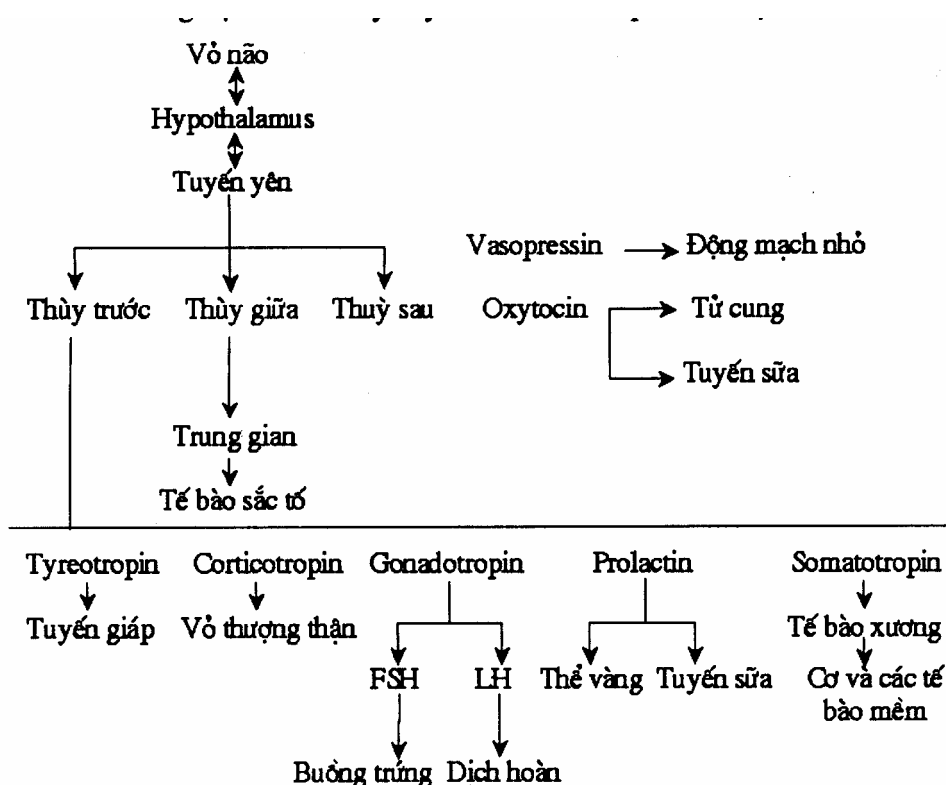 Vỏ não
Hypothalamus
Tuyến yên
Vasopressin Động mạch nhỏ
Thùy trước Thùy giữa Thuỳ sau Oxytocin Tử cung
Tuyến sữa
Trung gian
Tế bào sắc tố
Tyreotropin Corticotropin Gonadotropin Prolactin Somatotropin
Tuyến giáp Vỏ thượng thận Tế bào xương
FSH LH Thể vàng Tuyến sữa Cơ và các tế
bào mềm
Buồng trứng Dịch hoàn